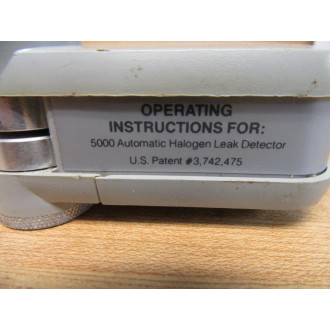 OPERATING
INSTRUCTIONS FOR:
5000 Automatic Halogen Leak Detector
U.S. Patent #3,742,475